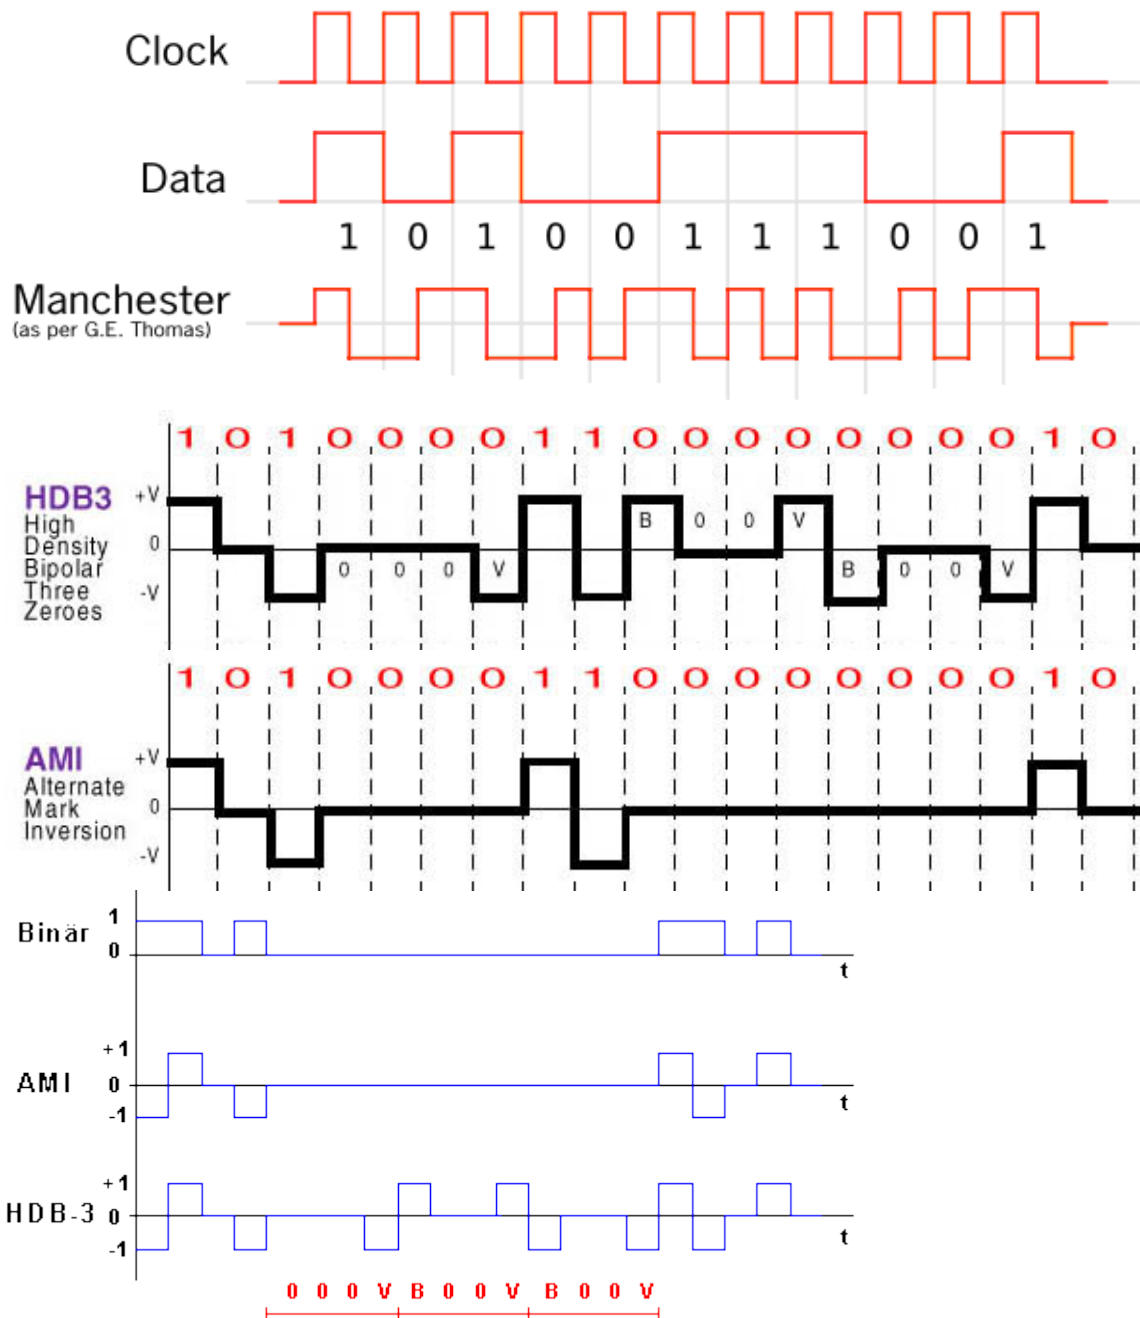 Clock
Data
1 0 1 0 0 1 1 1 0 0 1
Manchester
(as per G.E. Thomas)
1 0 1 0 0 0 0 1 1 0 0 0 0 0 0 0 0 1 0
HDB3
High
Density
Bipolar
Three
Zeroes
+V
0
-V
B 0 0 V
0 0 0 V B 0 0 V
1 0 1 0 0 0 0 1 1 0 0 0 0 0 0 0 0 1 0
AMI
Alternate
Mark
Inversion
+V
0
-V
Binär
1
0
t
AMI
+1
0
-1
t
HDB-3
+1
0
-1
t
0 0 0 V B 0 0 V B 0 0 V